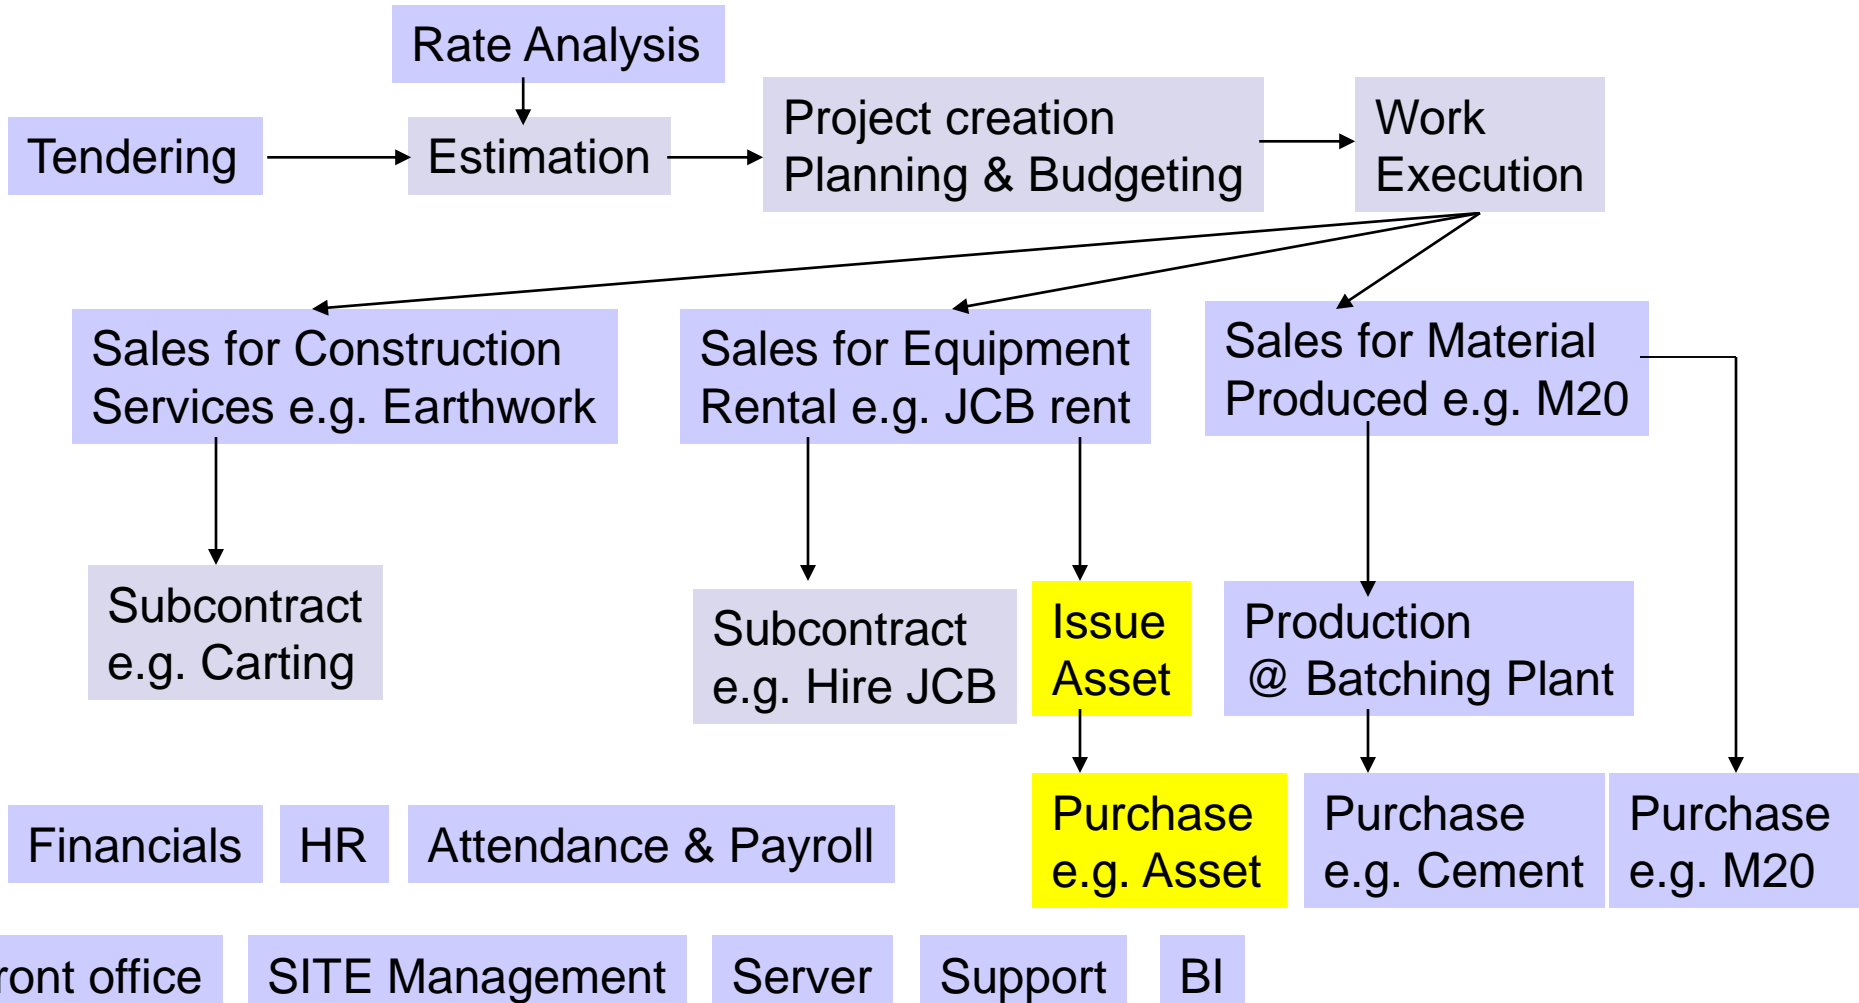 Rate Analysis
Tendering
Estimation
Project creation
Planning & Budgeting
Work
Execution
Sales for Construction
Services e.g. Earthwork
Sales for Equipment
Rental e.g. JCB rent
Sales for Material
Produced e.g. M20
Subcontract
e.g. Carting
Subcontract
e.g. Hire JCB
Issue
Asset
Production
@ Batching Plant
Purchase
e.g. Asset
Purchase
e.g. Cement
Purchase
e.g. M20
Financials
HR
Attendance & Payroll
ront office
SITE Management
Server
Support
BI